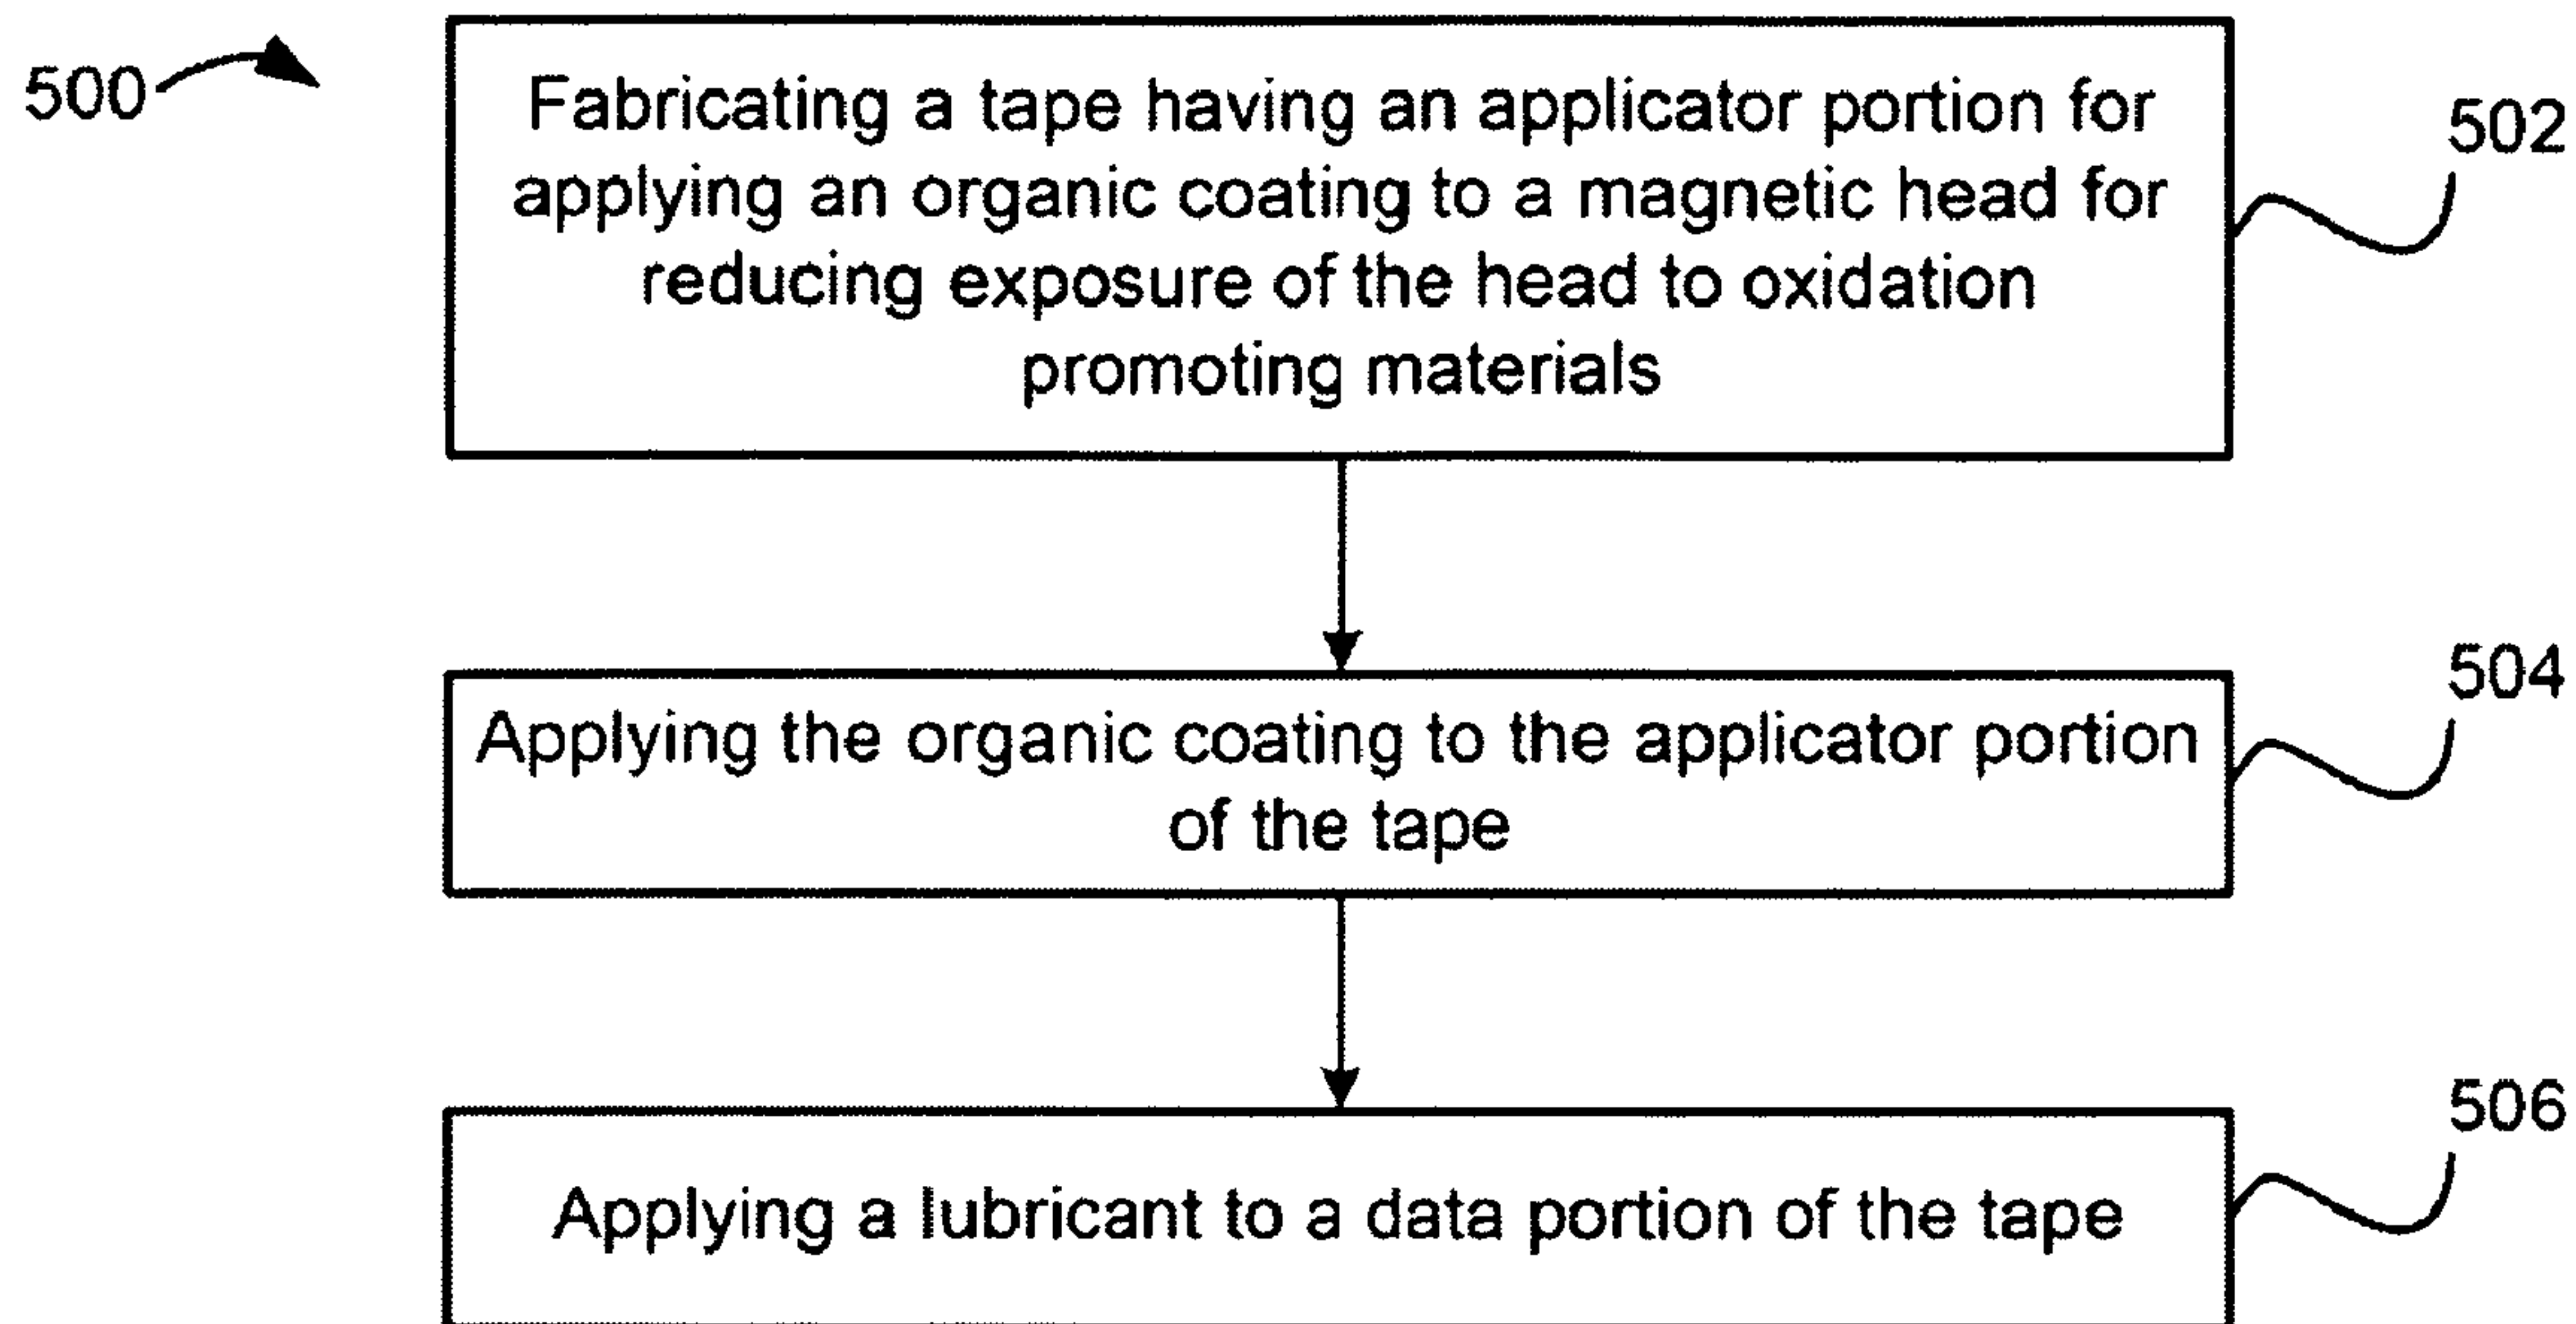 500
Fabricating a tape having an applicator portion for
applying an organic coating to a magnetic head for
reducing exposure of the head to oxidation
promoting materials
502
Applying the organic coating to the applicator portion
of the tape
504
Applying a lubricant to a data portion of the tape
506